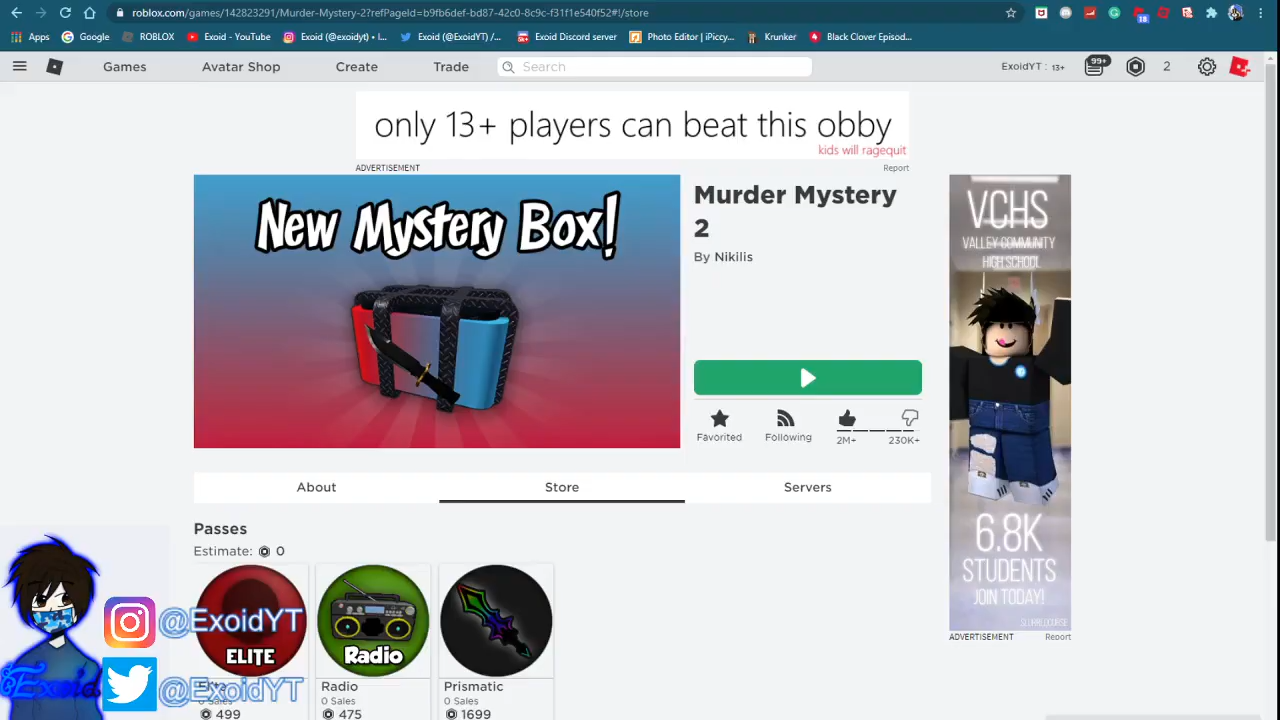 roblox.com/games/142823291/Murder-Mystery-2?refPageId=b9fb6def-bd87-42c0-8c9c-f31f1e540f52#!/store
18
Apps
Google
ROBLOX
Exoid - YouTube
Exoid (@exoidyt) • I...
Exoid (@ExoidYT) /...
Exoid Discord server
Photo Editor | iPiccy...
Krunker
Black Clover Episod...
Games
Avatar Shop
Create
Trade
Search
ExoidYT : 13+
99+
2
only 13+ players can beat this obby
kids will ragequit
ADVERTISEMENT
Report
New Mystery Box!
Murder Mystery
2
By Nikilis
Favorited
Following
2M+
230K+
VCHS
VALLEY COMMUNITY
HIGH SCHOOL
6.8K
STUDENTS
JOIN TODAY!
ADVERTISEMENT
Report
About
Store
Servers
Passes
Estimate: 0
ELITE
Radio
Radio
Prismatic
0 Sales
0 Sales
0 Sales
499
475
1699
@ExoidYT
@ExoidYT
Exoid